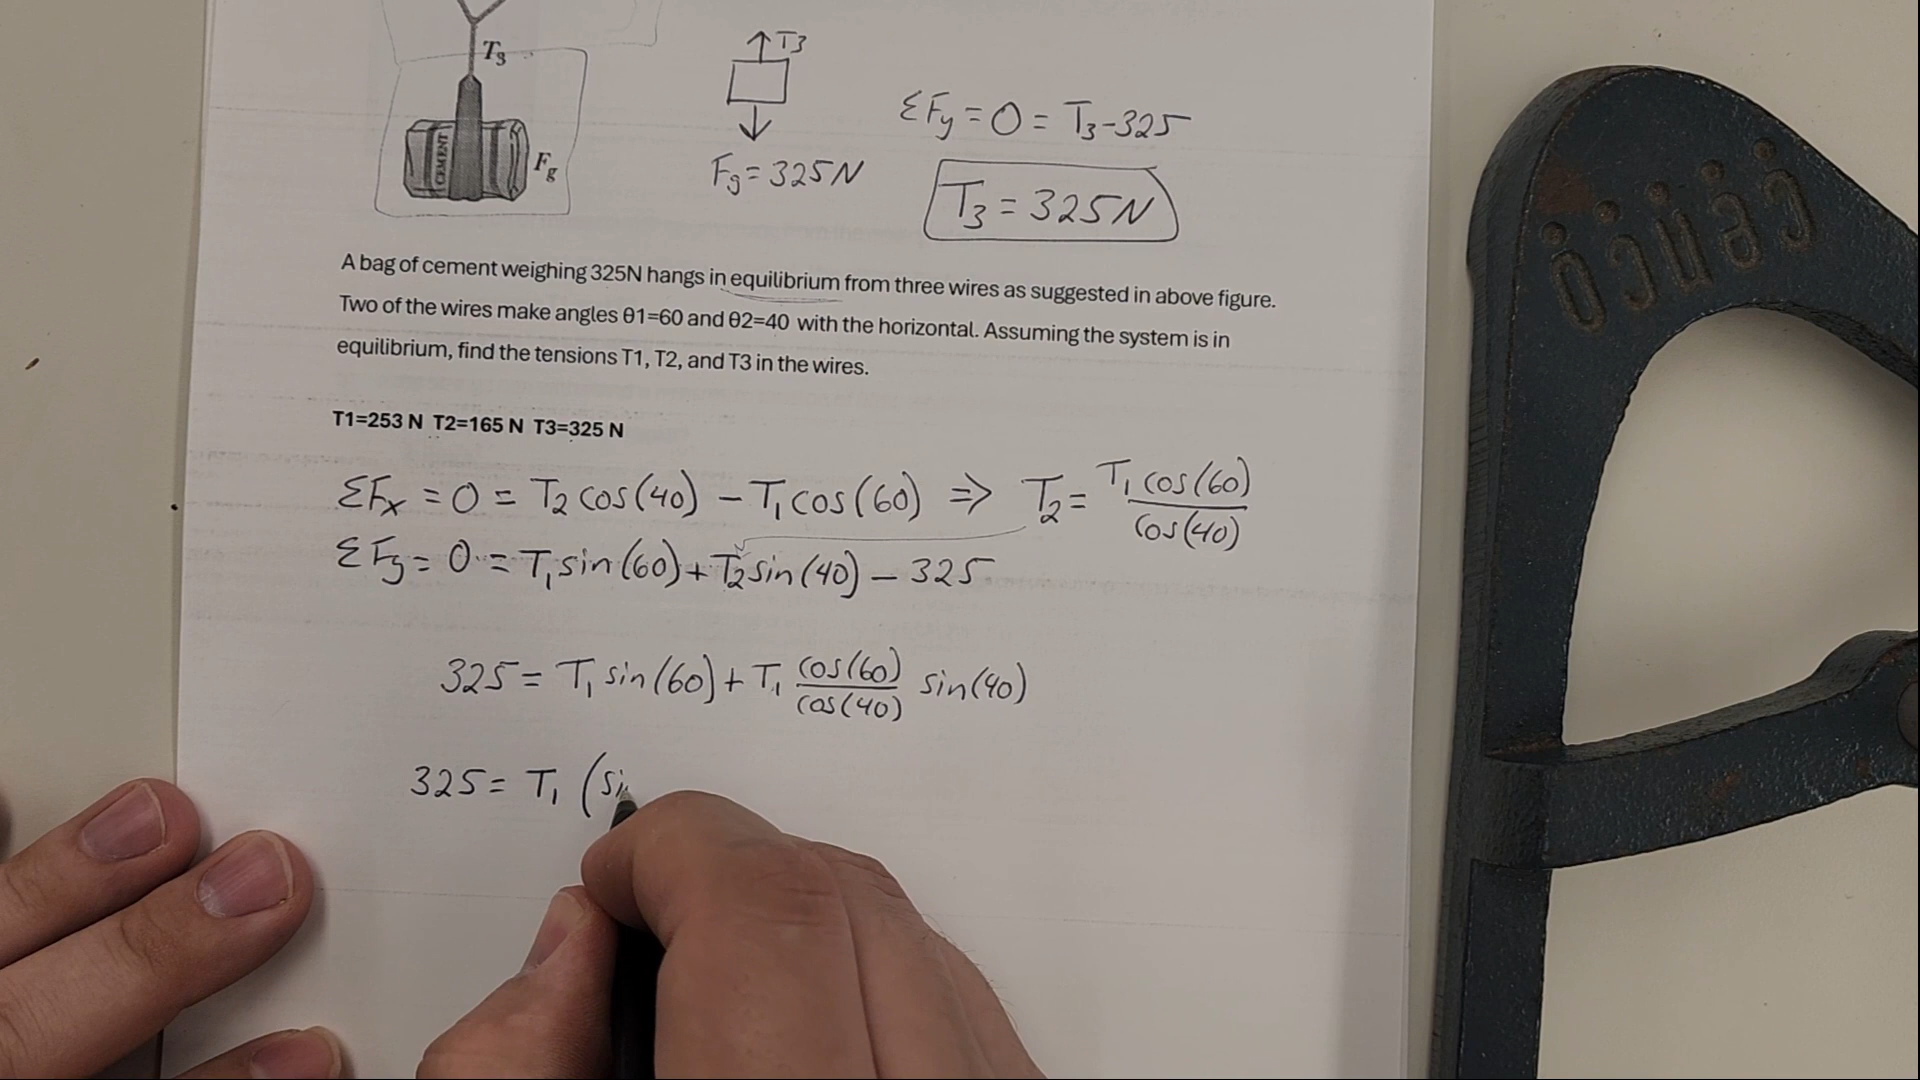 T3
T3
ΣFy = 0 = T3-325
CEMENT
Fg
Fg = 325N
T3 = 325N
A bag of cement weighing 325N hangs in equilibrium from three wires as suggested in above figure.
Two of the wires make angles θ1=60 and θ2=40 with the horizontal. Assuming the system is in
equilibrium, find the tensions T1, T2, and T3 in the wires.
T1=253 N T2=165 N T3=325 N
ΣFx = 0 = T2 cos(40) - T1 cos(60) => T2 = T1 cos(60) / cos(40)
ΣFy = 0 = T1 sin(60) + T2 sin(40) - 325
325 = T1 sin(60) + T1 cos(60) / cos(40) sin(40)
325 = T1 (si